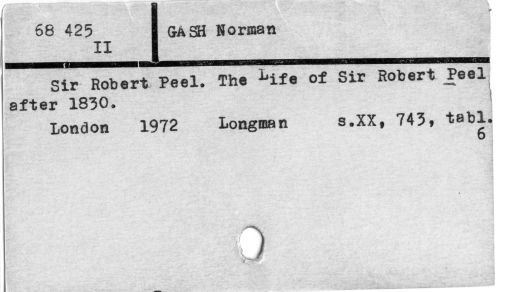 68 425
II
GASH Norman
Sir Robert Peel. The Life of Sir Robert Peel
after 1830.
London 1972 Longman s.XX, 743, tabl.
6